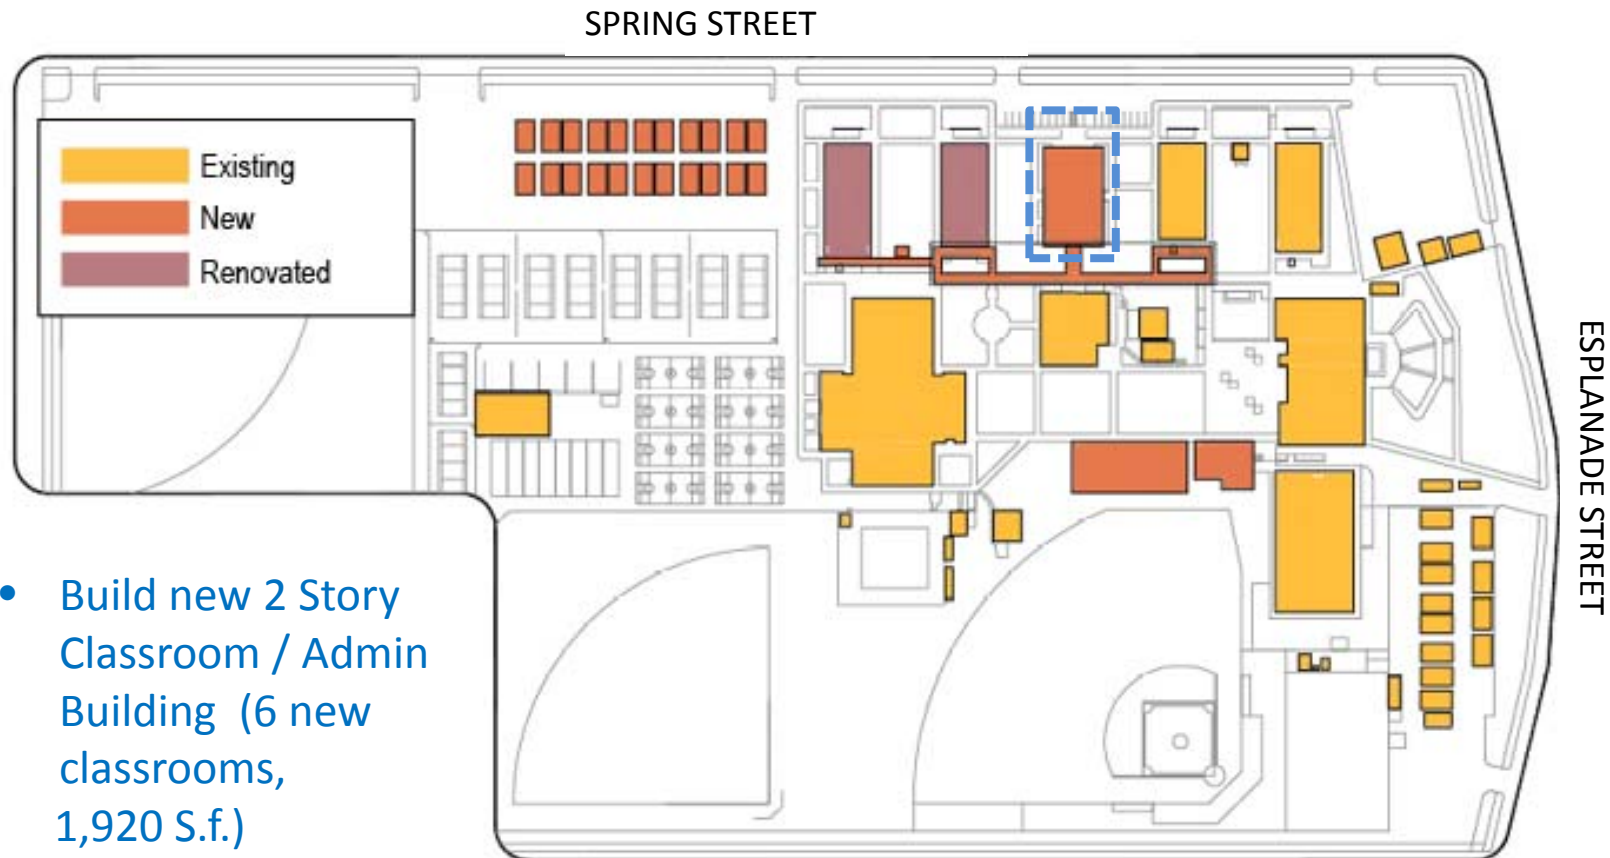 SPRING STREET
Existing
New
Renovated
ESPLANADE STREET
• Build new 2 Story
Classroom / Admin
Building (6 new
classrooms,
1,920 S.f.)